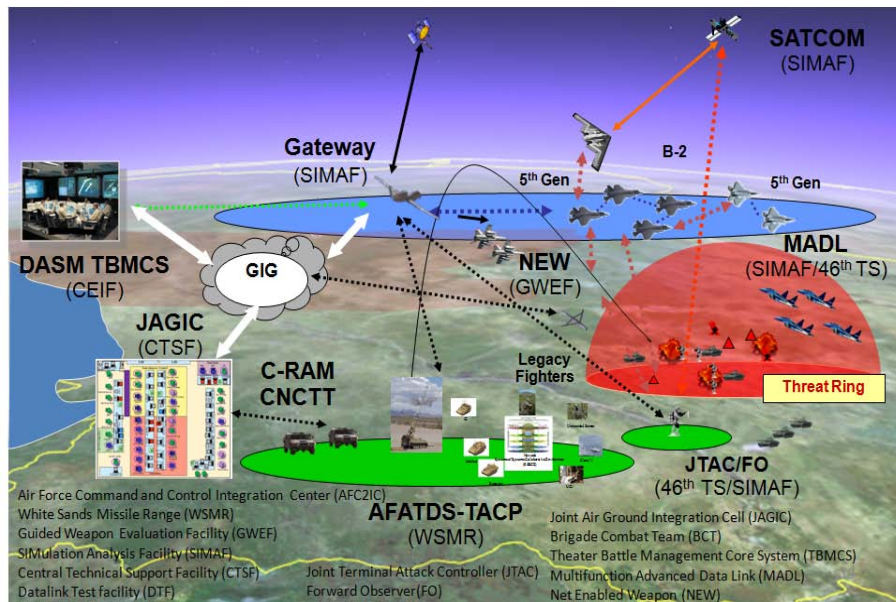 SATCOM
(SIMAF)
Gateway
(SIMAF)
B-2
5th Gen
5th Gen
DASM TBMCS
(CEIF)
GIG
NEW
(GWEF)
MADL
(SIMAF/46th TS)
JAGIC
(CTSF)
C-RAM
CNCTT
Legacy
Fighters
Threat Ring
JTAC/FO
(46th TS/SIMAF)
AFATDS-TACP
(WSMR)
Air Force Command and Control Integration Center (AFC2IC)
White Sands Missile Range (WSMR)
Guided Weapon Evaluation Facility (GWEF)
SIMulation Analysis Facility (SIMAF)
Central Technical Support Facility (CTSF)
Datalink Test facility (DTF)
Joint Terminal Attack Controller (JTAC)
Forward Observer(FO)
Joint Air Ground Integration Cell (JAGIC)
Brigade Combat Team (BCT)
Theater Battle Management Core System (TBMCS)
Multifunction Advanced Data Link (MADL)
Net Enabled Weapon (NEW)